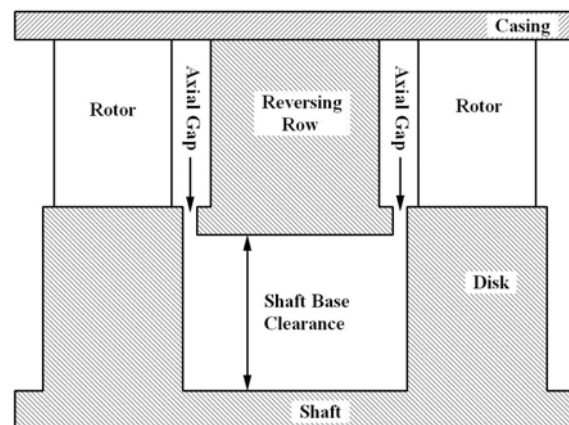 Casing
Rotor
Axial Gap
Reversing
Row
Axial Gap
Rotor
Shaft Base
Clearance
Disk
Shaft